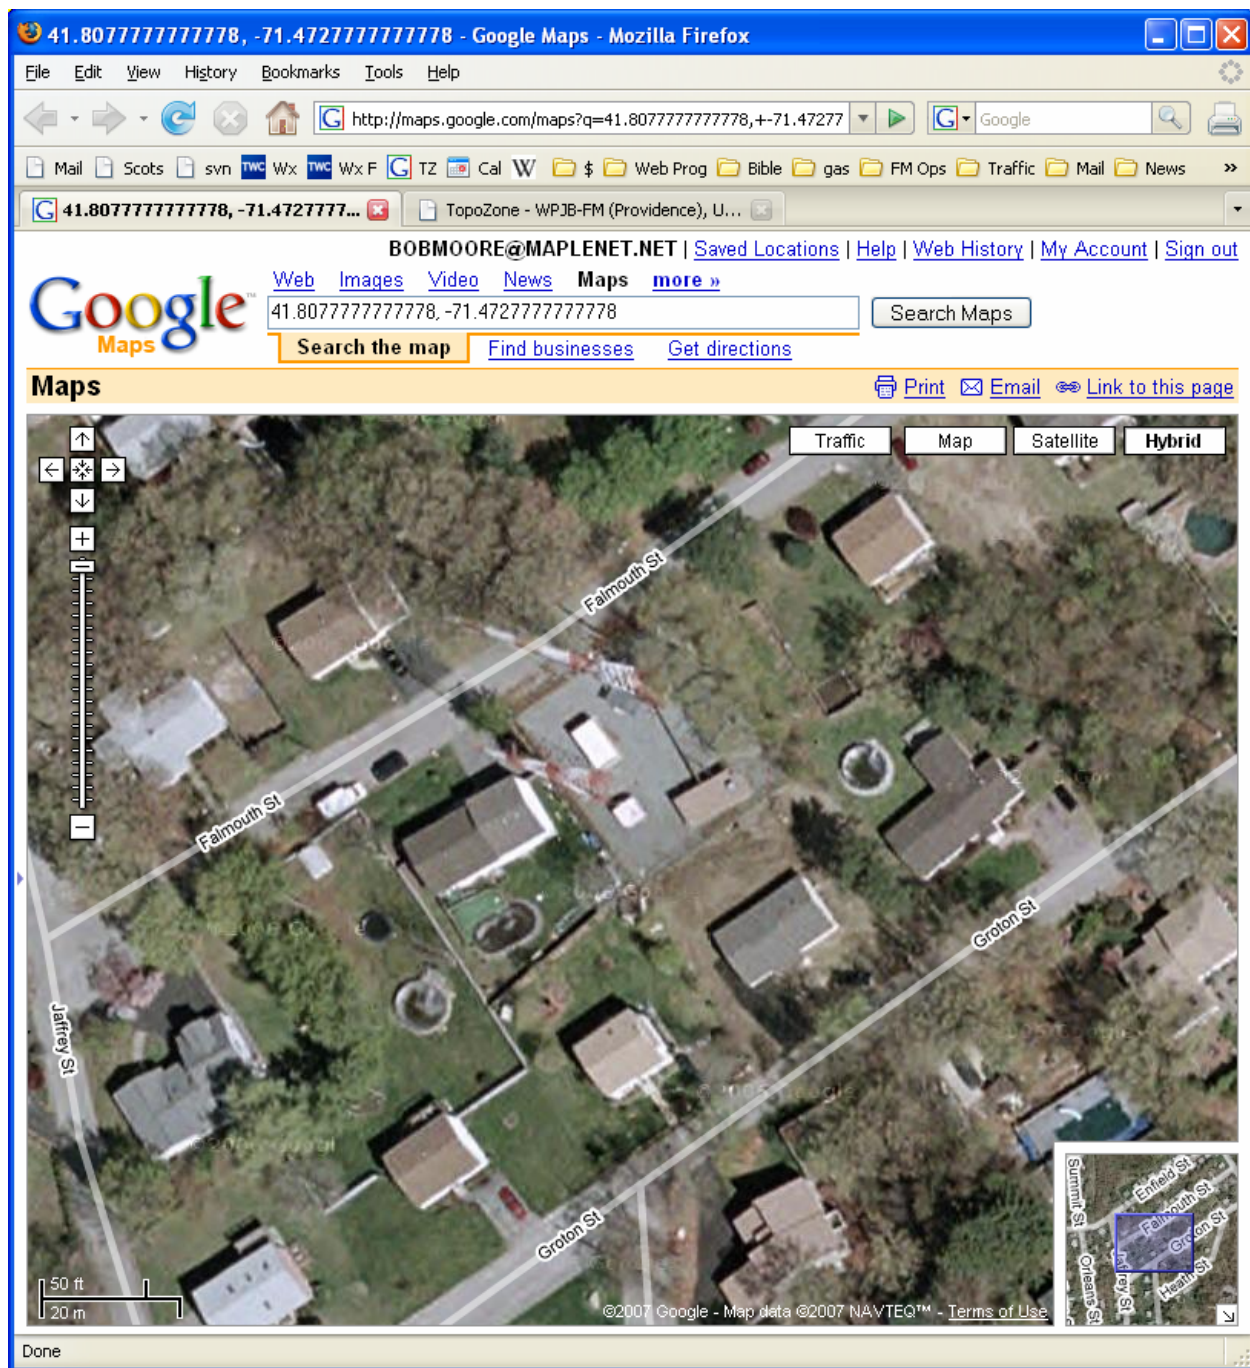 41.8077777777778, -71.4727777777778 - Google Maps - Mozilla Firefox
File Edit View History Bookmarks Tools Help
G http://maps.google.com/maps?q=41.8077777777778,+-71.47277 G Google
Mail Scots svn TWC Wx TWC Wx F G TZ Cal W $ Web Prog Bible gas FM Ops Traffic Mail News »
G 41.8077777777778, -71.4727777... TopoZone - WPJB-FM (Providence), U...
BOBMOORE@MAPLENET.NET | Saved Locations | Help | Web History | My Account | Sign out
Google™ Maps
Web Images Video News Maps more »
41.8077777777778, -71.4727777777778 Search Maps
Search the map Find businesses Get directions
Maps Print Email Link to this page
Traffic Map Satellite Hybrid
Falmouth St
Falmouth St
Groton St
Jaffrey St
Groton St
Summit St
Enfield St
Falmouth St
Groton St
Orleans St
Jaffrey St
Heath St
50 ft
20 m
©2007 Google - Map data ©2007 NAVTEQ™ - Terms of Use
Done